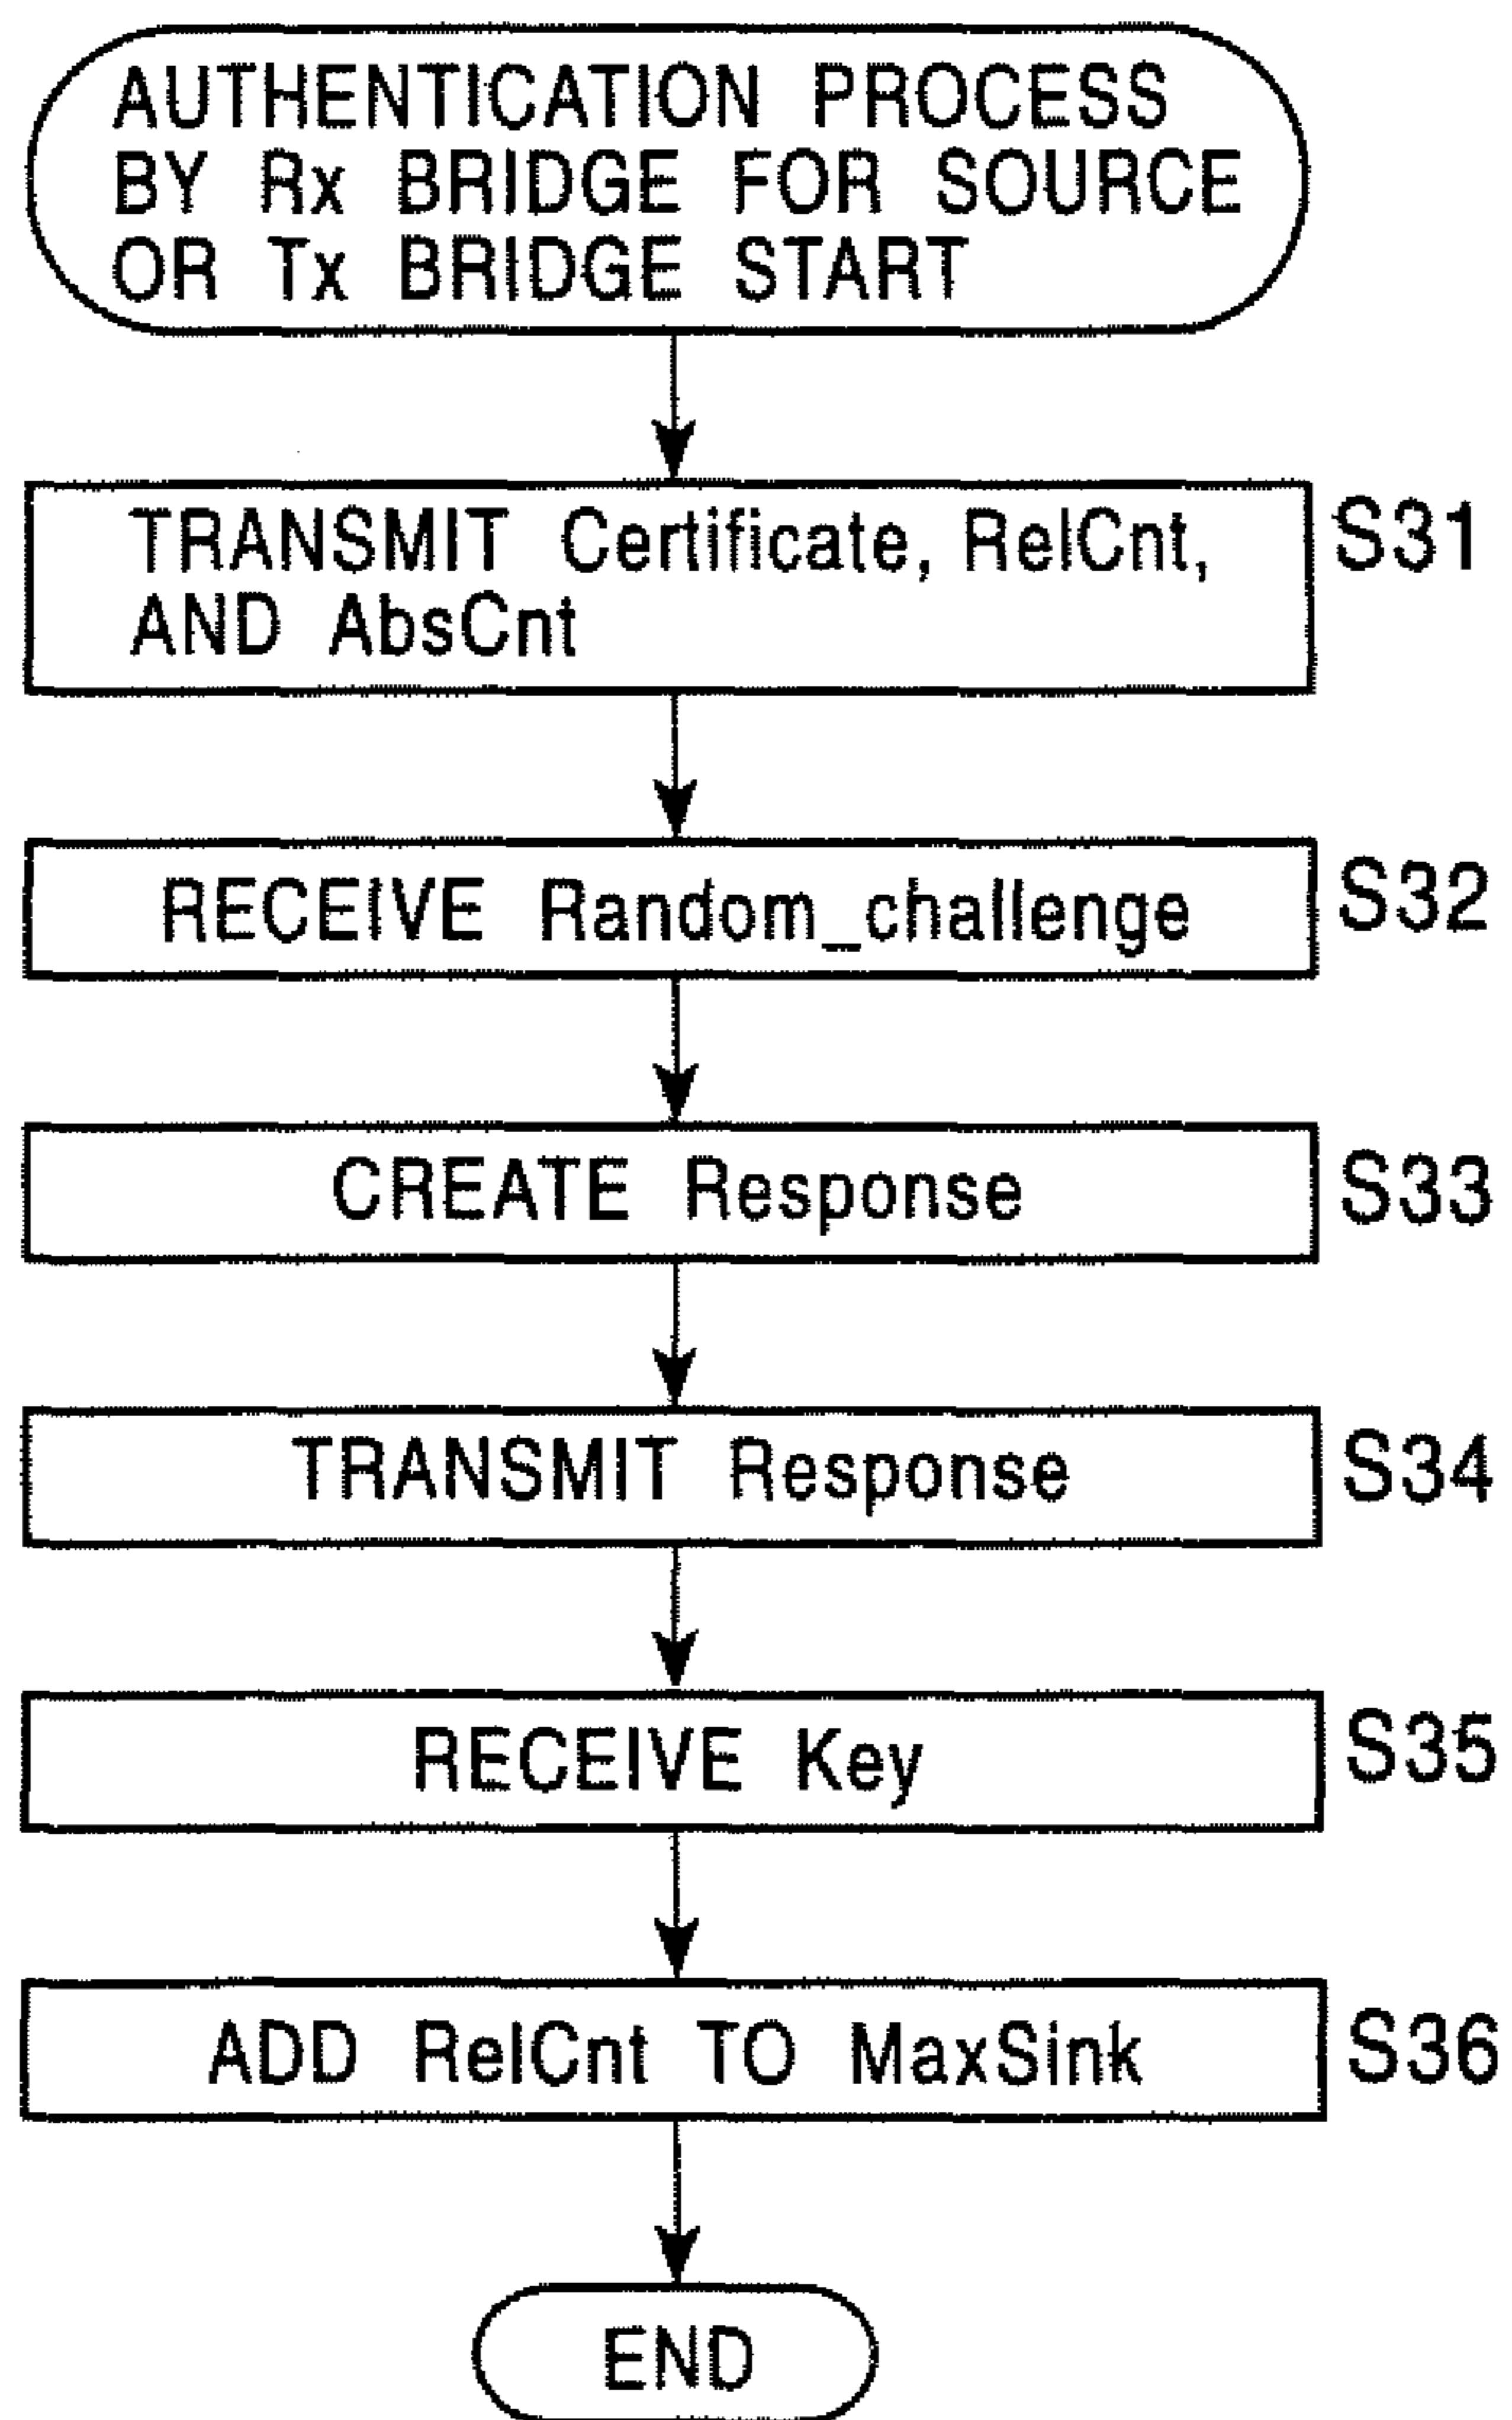 AUTHENTICATION PROCESS
BY Rx BRIDGE FOR SOURCE
OR Tx BRIDGE START
TRANSMIT Certificate, RelCnt,
AND AbsCnt
S31
RECEIVE Random_challenge
S32
CREATE Response
S33
TRANSMIT Response
S34
RECEIVE Key
S35
ADD RelCnt TO MaxSink
S36
END